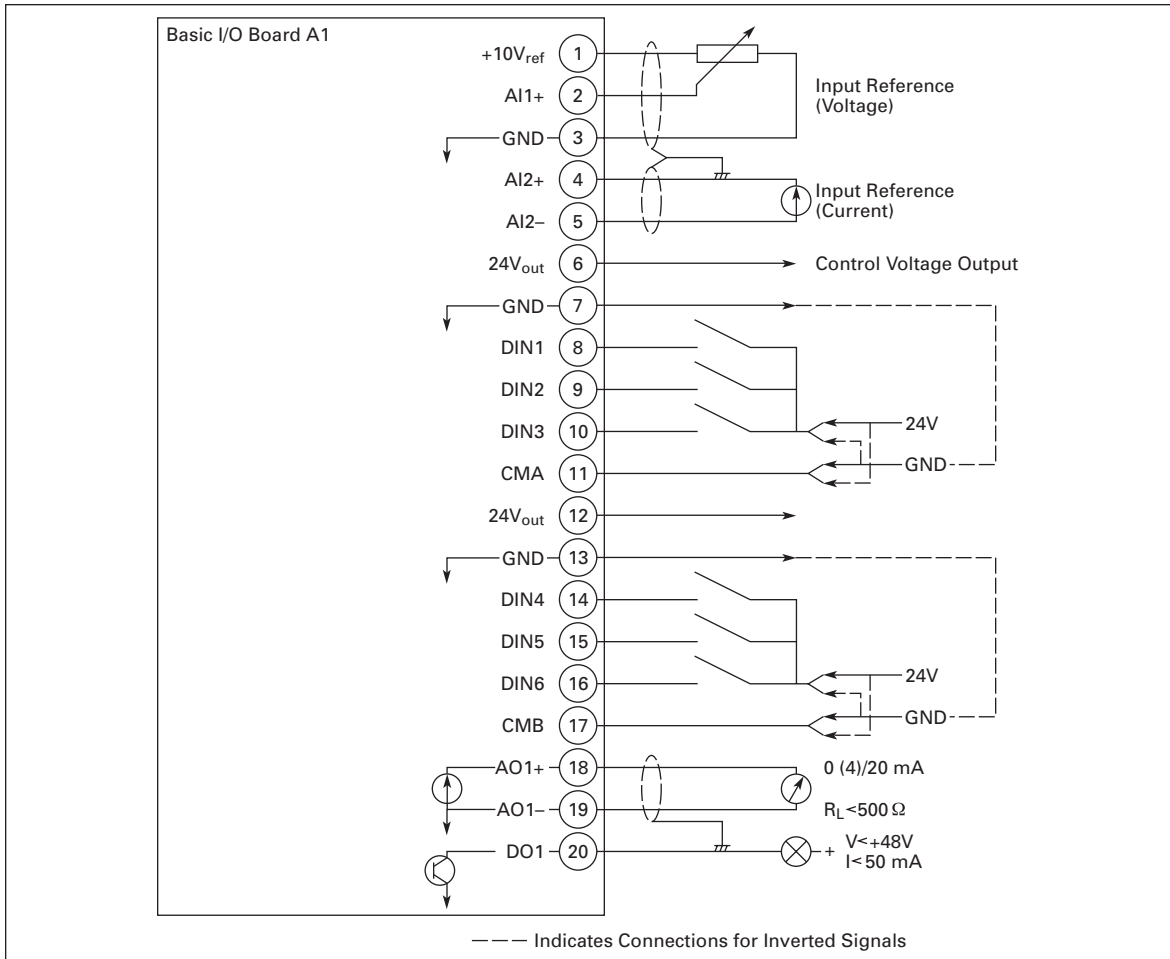 Basic I/O Board A1
+10Vref 1
AI1+ 2
GND 3
Input Reference
(Voltage)
AI2+ 4
AI2– 5
Input Reference
(Current)
24Vout 6 Control Voltage Output
GND 7
DIN1 8
DIN2 9
DIN3 10
24V
GND
CMA 11
24Vout 12
GND 13
DIN4 14
DIN5 15
DIN6 16
24V
GND
CMB 17
AO1+ 18 0 (4)/20 mA
AO1– 19 RL<500 Ω
DO1 20 + V<+48V
I<50 mA
Indicates Connections for Inverted Signals